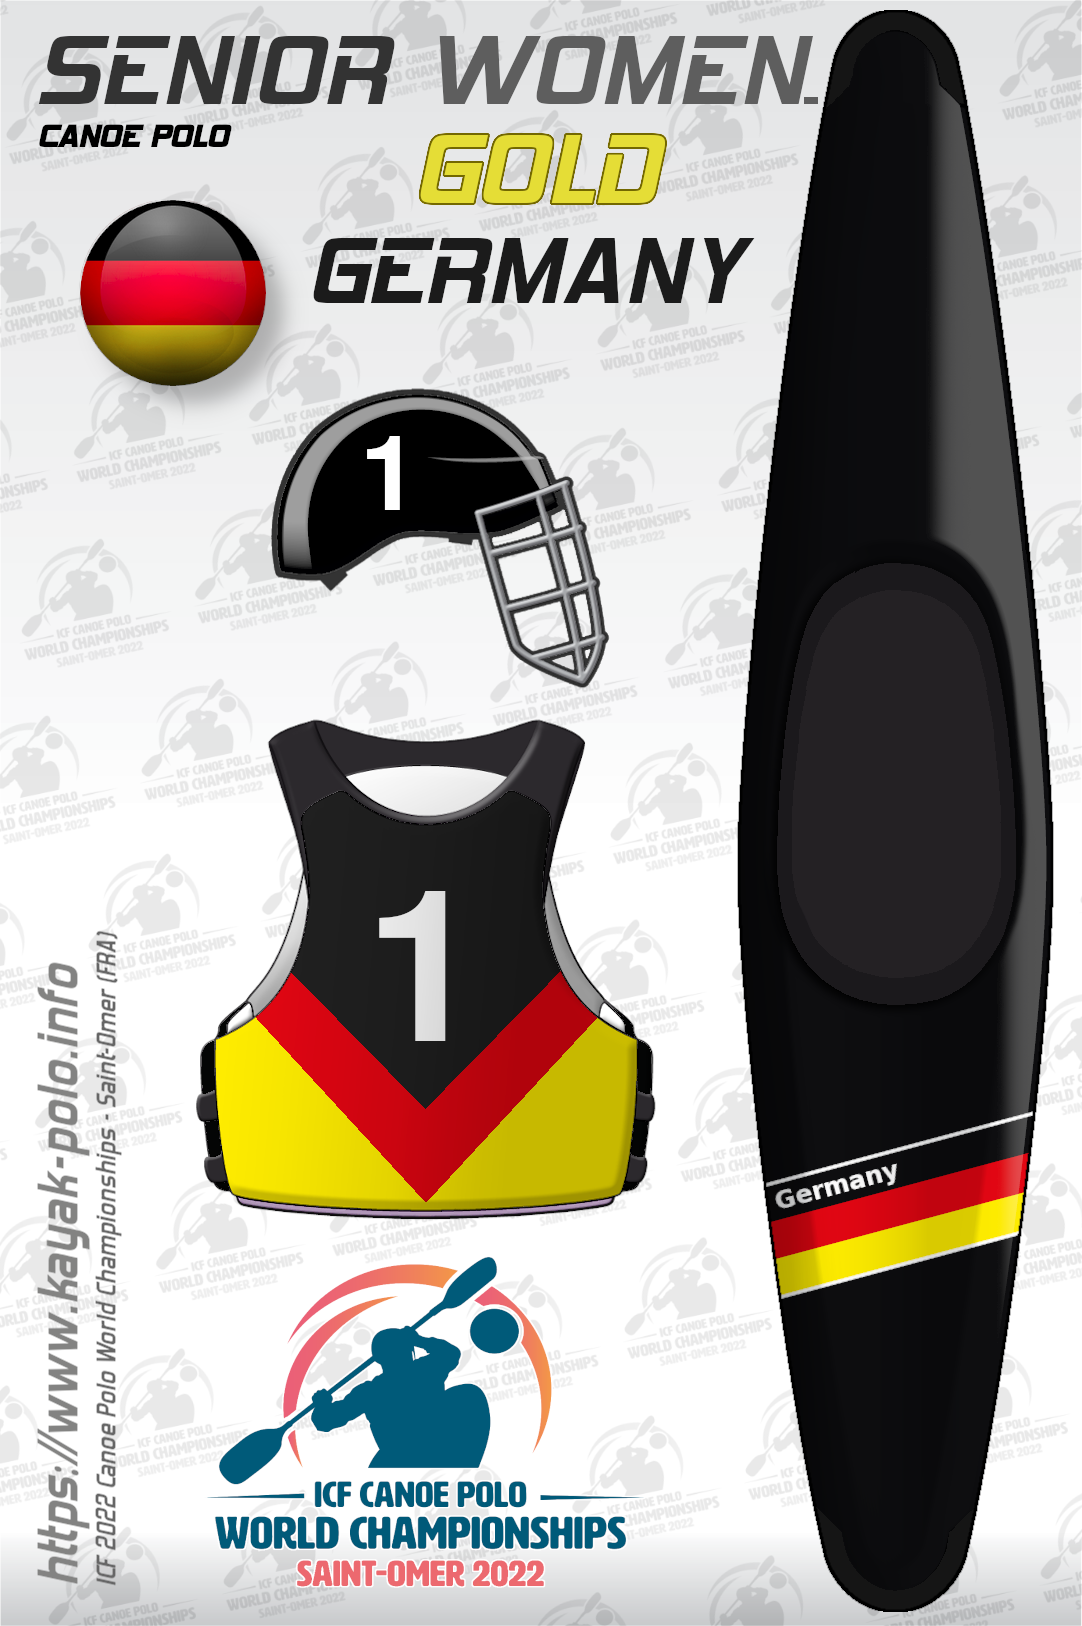 SENIOR WOMEN
CANOE POLO
GOLD
GERMANY
1
1
Germany
https://www.kayak-polo.info
ICF 2022 Canoe Polo World Championships - Saint-Omer (FRA)
ICF CANOE POLO
WORLD CHAMPIONSHIPS
SAINT-OMER 2022